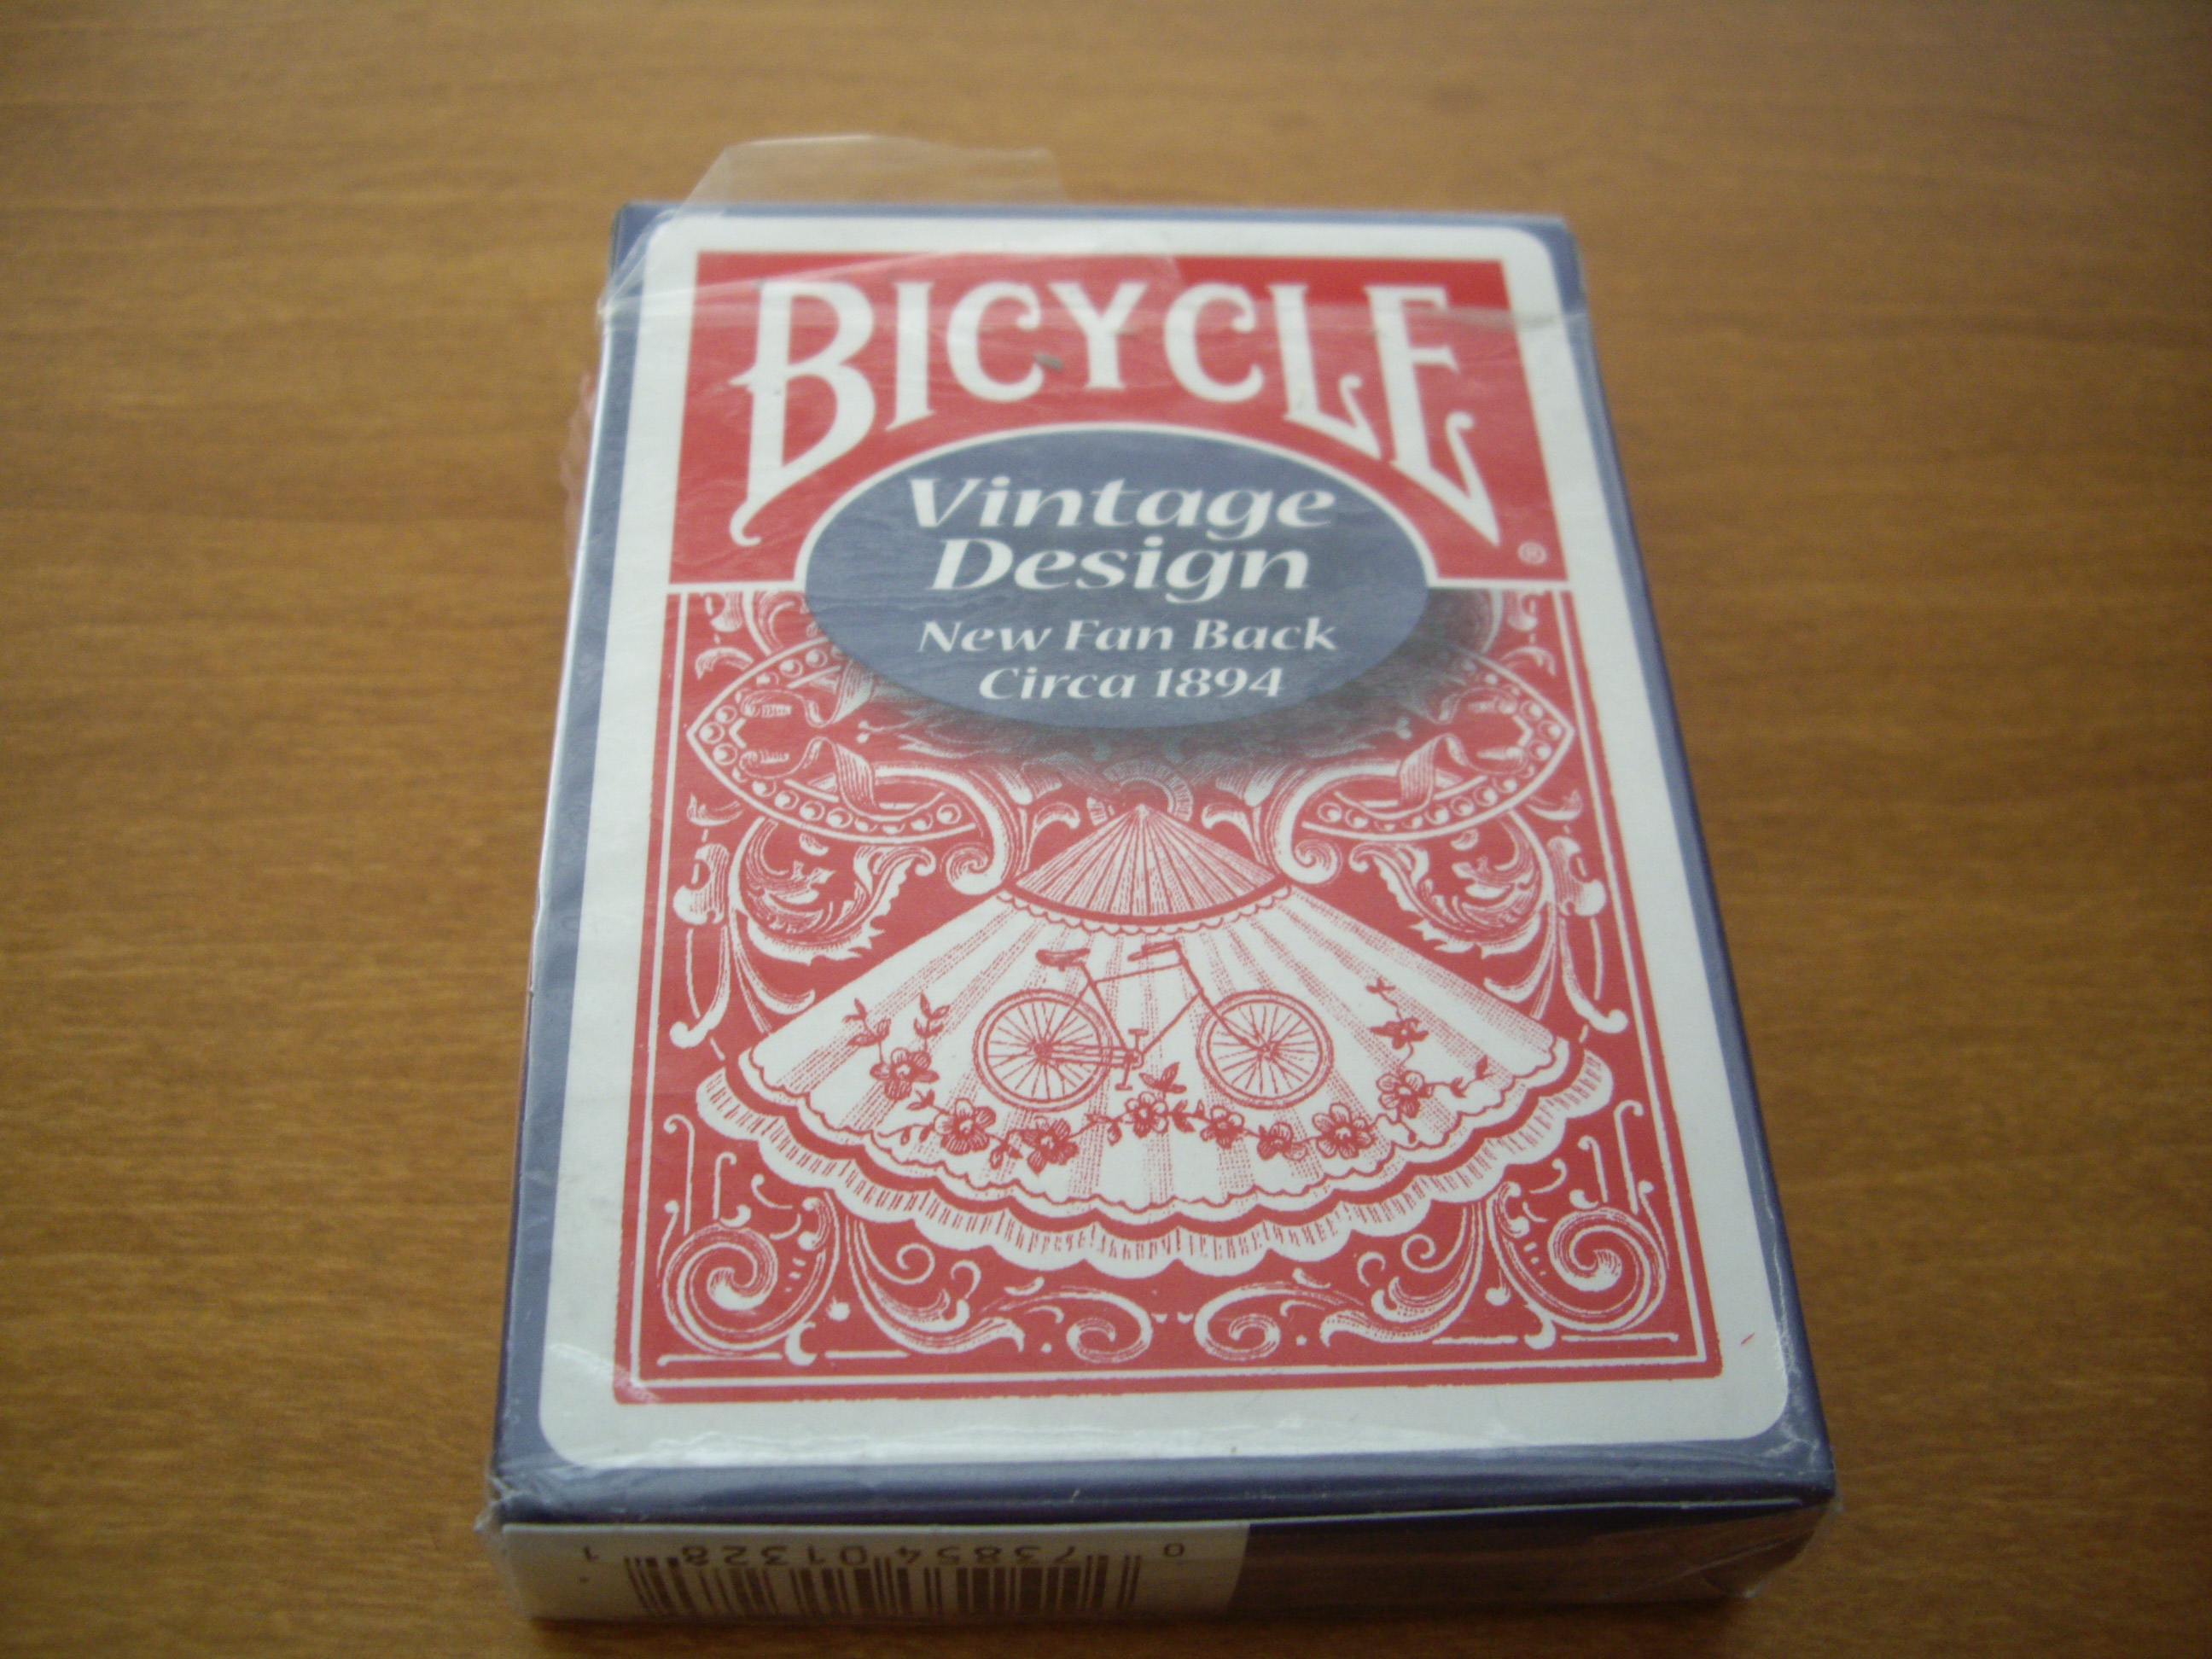 BICYCLE
®
Vintage
Design
New Fan Back
Circa 1894
0 73854 01328 1